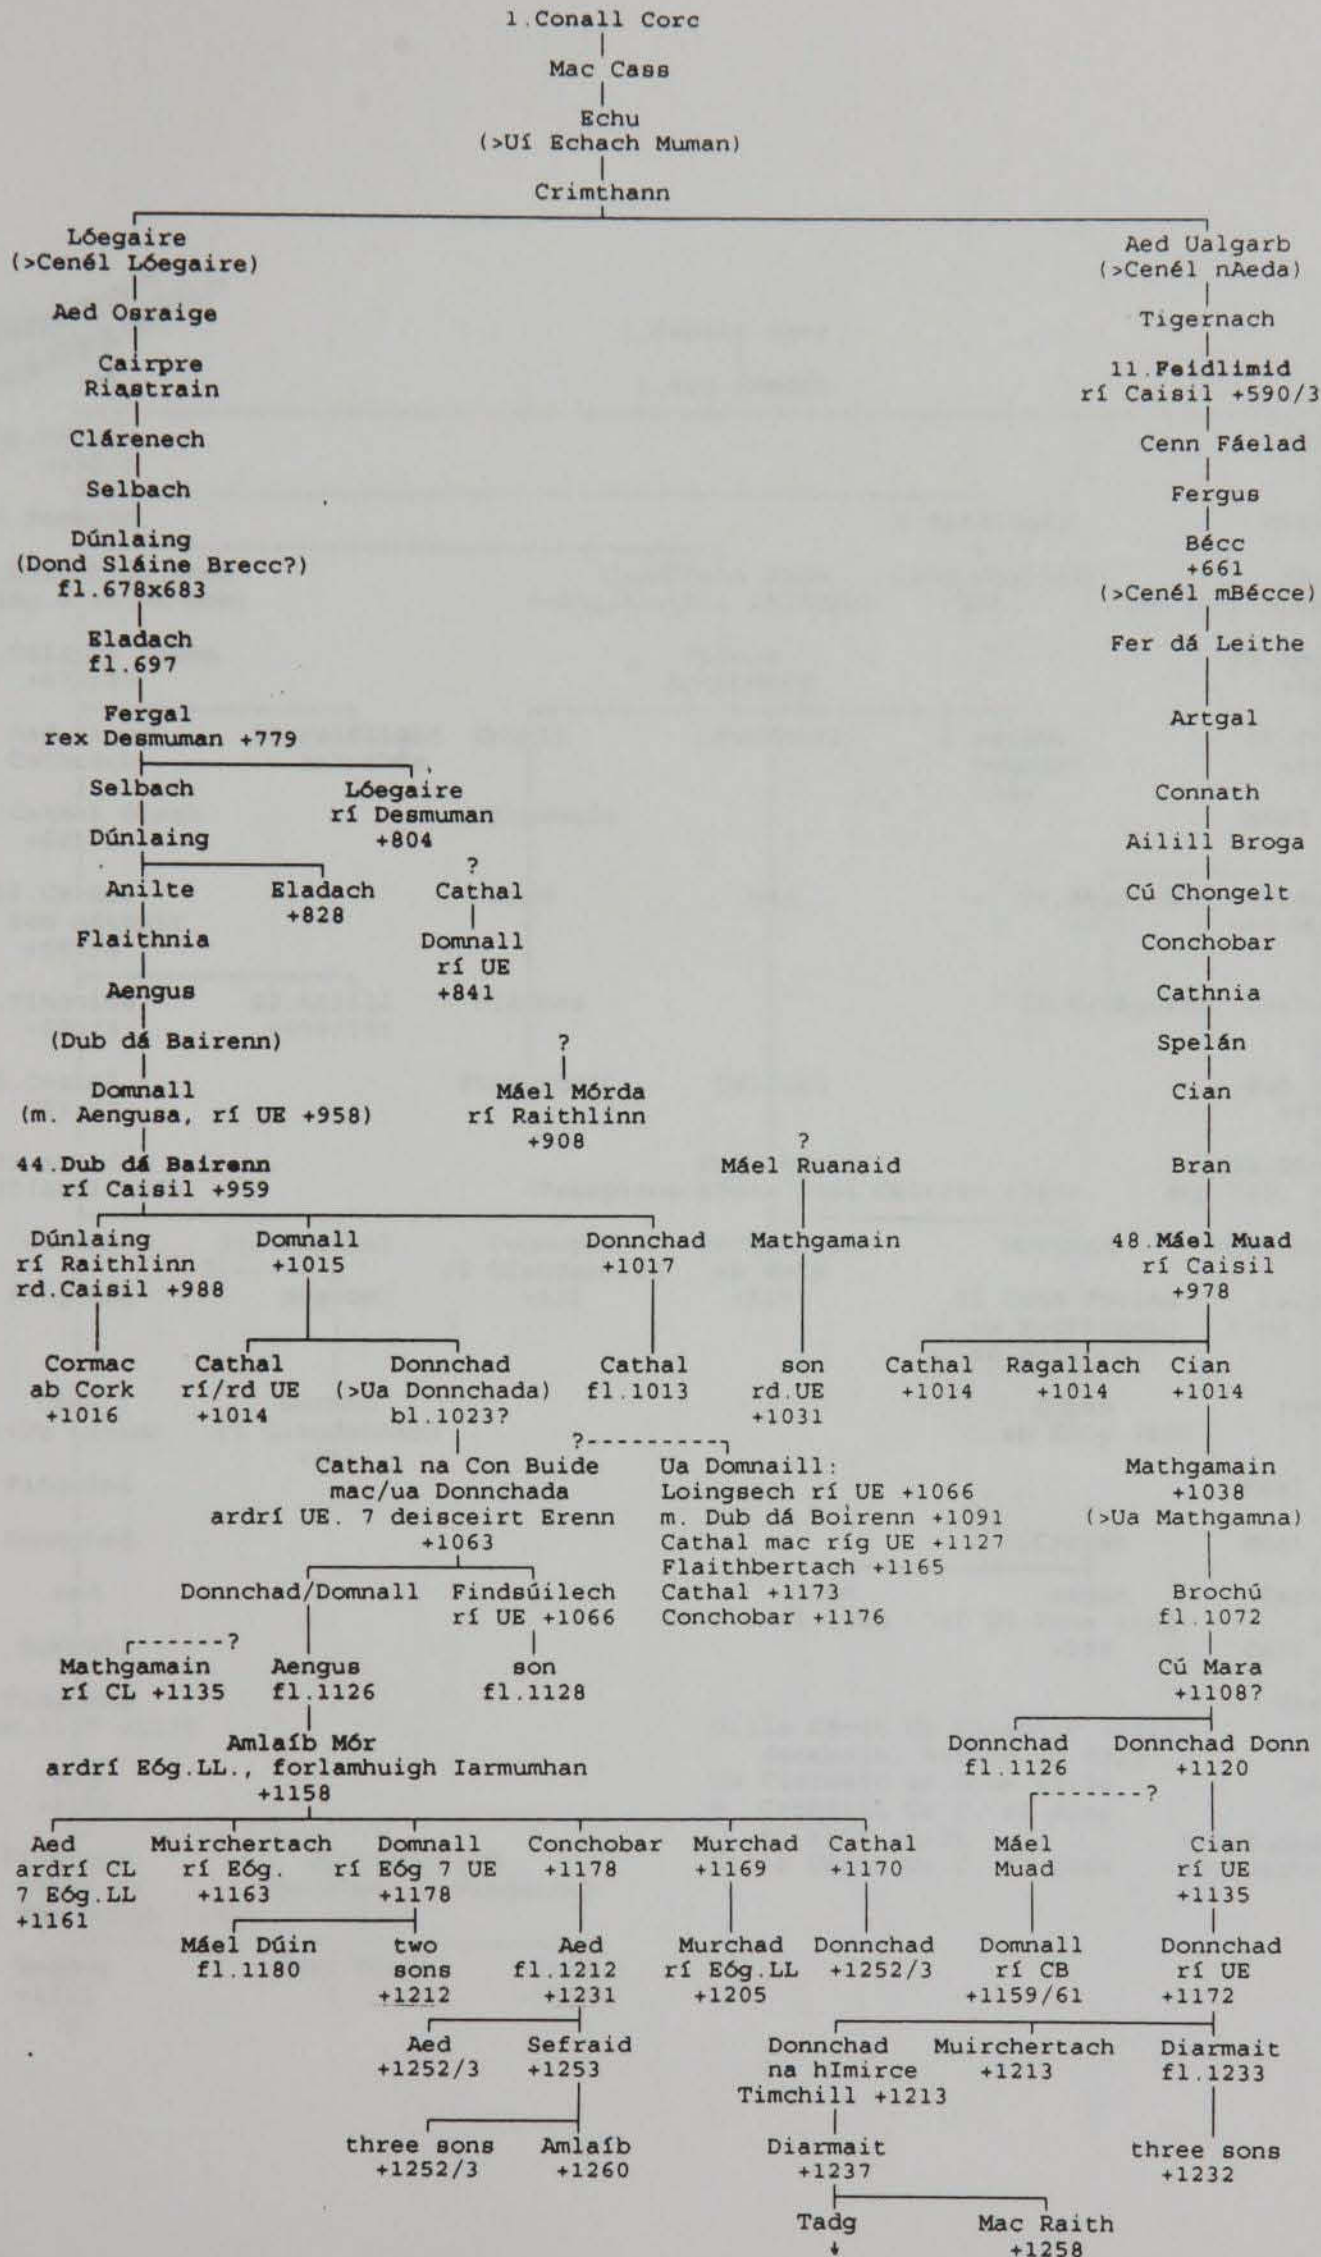 1.Conall Corc
Mac Cass
Echu
(>Uí Echach Muman)
Crimthann
Lóegaire
(>Cenél Lóegaire)
Aed Osraige
Cairpre
Riastrain
Clárenech
Selbach
Dúnlaing
(Dond Sláine Brecc?)
fl.678x683
Eladach
fl.697
Fergal
rex Desmuman +779
Selbach
Lóegaire
rí Desmuman
+804
Dúnlaing
Anilte
Eladach
+828
?
Cathal
Flaithnia
Domnall
rí UE
+841
Aengus
(Dub dá Bairenn)
?
Domnall
(m. Aengusa, rí UE +958)
Máel Mórda
rí Raithlinn
+908
44.Dub dá Bairenn
rí Caisil +959
?
Máel Ruanaid
Aed Ualgarb
(>Cenél nAeda)
Tigernach
11.Feidlimid
rí Caisil +590/3
Cenn Fáelad
Fergus
Bécc
+661
(>Cenél mBécce)
Fer dá Leithe
Artgal
Connath
Ailill Broga
Cú Chongelt
Conchobar
Cathnia
Spelán
Cian
Bran
Dúnlaing
rí Raithlinn
rd.Caisil +988
Domnall
+1015
Donnchad
+1017
Mathgamain
48.Máel Muad
rí Caisil
+978
Cormac
ab Cork
+1016
Cathal
rí/rd UE
+1014
Donnchad
(>Ua Donnchada)
bl.1023?
Cathal
fl.1013
son
rd.UE
+1031
Cathal
+1014
Ragallach
+1014
Cian
+1014
?
Cathal na Con Buide
mac/ua Donnchada
ardrí UE. 7 deisceirt Erenn
+1063
Ua Domnaill:
Loingsech rí UE +1066
m. Dub dá Boirenn +1091
Cathal mac ríg UE +1127
Flaithbertach +1165
Cathal +1173
Conchobar +1176
Mathgamain
+1038
(>Ua Mathgamna)
Donnchad/Domnall
Findsúilech
rí UE +1066
Brochú
fl.1072
?
Mathgamain
rí CL +1135
Aengus
fl.1126
son
fl.1128
Cú Mara
+1108?
Amlaíb Mór
ardrí Eóg.LL., forlamhuigh Iarmumhan
+1158
Donnchad
fl.1126
Donnchad Donn
+1120
?
Aed
ardrí CL
7 Eóg.LL
+1161
Muirchertach
rí Eóg.
+1163
Domnall
rí Eóg 7 UE
+1178
Conchobar
+1178
Murchad
+1169
Cathal
+1170
Máel
Muad
Cian
rí UE
+1135
Máel Dúin
fl.1180
two
sons
+1212
Aed
fl.1212
+1231
Murchad
rí Eóg.LL
+1205
Donnchad
+1252/3
Domnall
rí CB
+1159/61
Donnchad
rí UE
+1172
Aed
+1252/3
Sefraid
+1253
Donnchad
na hImirce
Timchill +1213
Muirchertach
+1213
Diarmait
fl.1233
three sons
+1252/3
Amlaíb
+1260
Diarmait
+1237
three sons
+1232
Tadg
Mac Raith
+1258